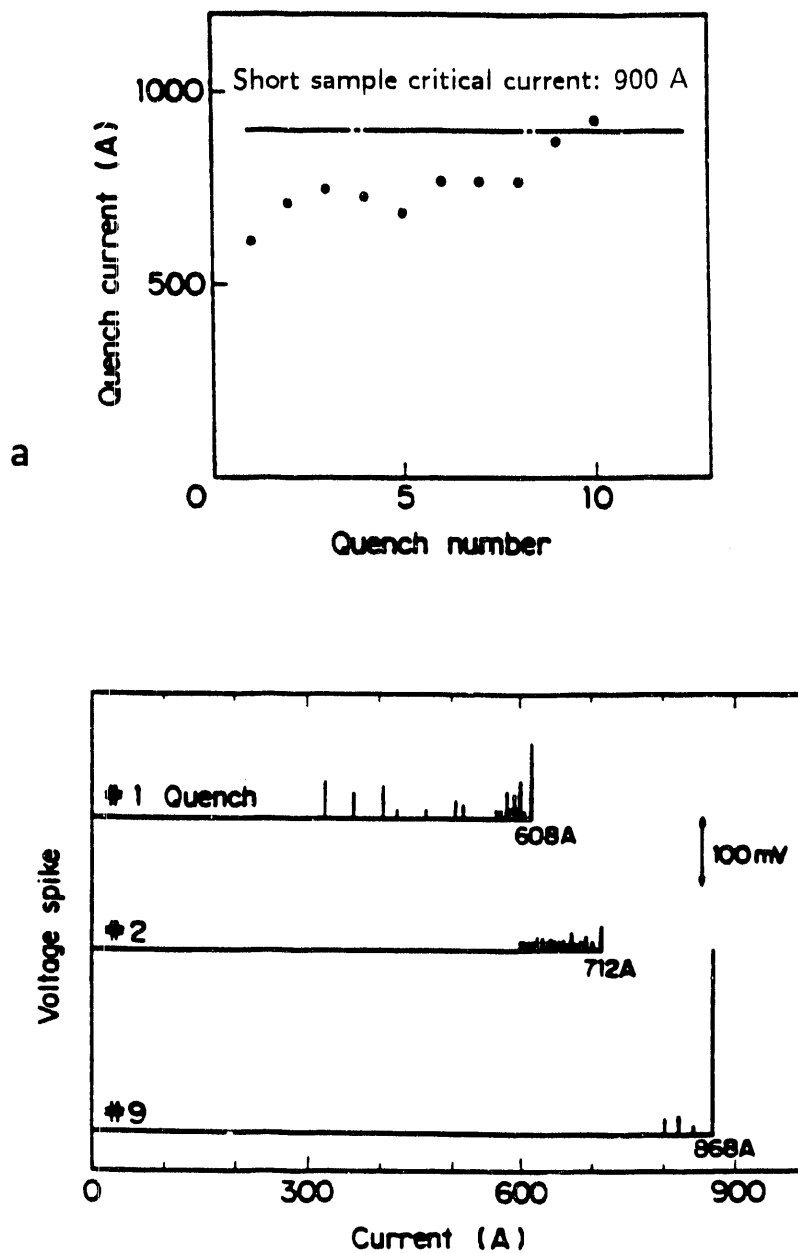 1000
Short sample critical current: 900 A
Quench current (A)
500
a
0
5
10
Quench number
#1 Quench
608A
100mV
#2
712A
Voltage spike
#9
868A
0
300
600
900
Current (A)